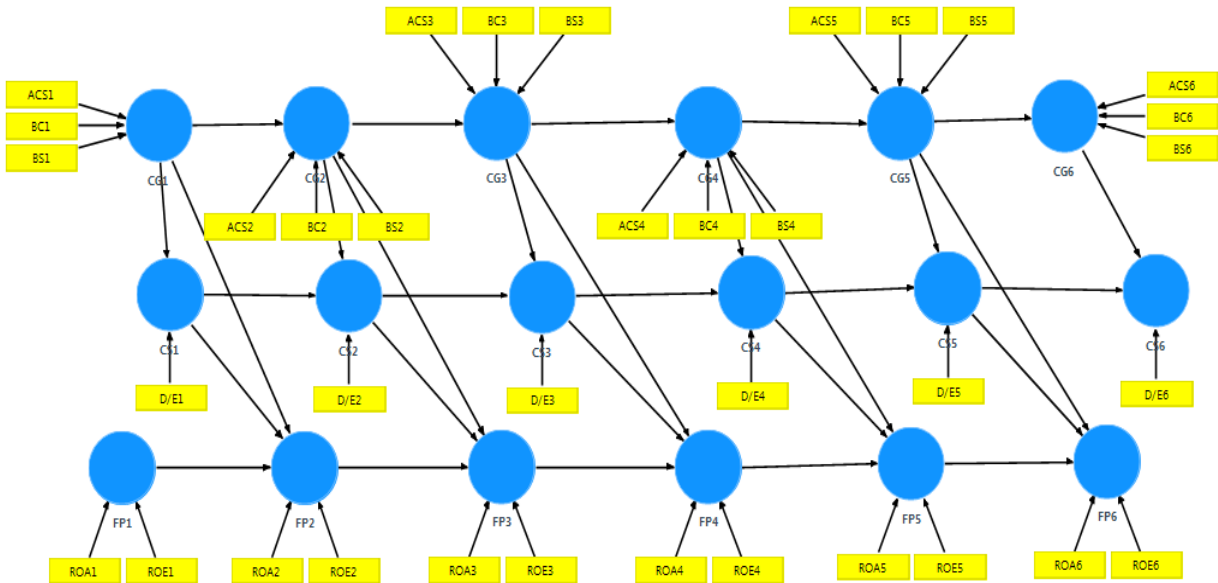 ACS3 BC3 BS3 ACS5 BC5 BS5
ACS1 ACS6
BC1 BC6
BS1 BS6
CG1 CG2 CG3 CG4 CG5 CG6
ACS2 BC2 BS2 ACS4 BC4 BS4
CS1 CS2 CS3 CS4 CS5 CS6
D/E1 D/E2 D/E3 D/E4 D/E5 D/E6
FP1 FP2 FP3 FP4 FP5 FP6
ROA1 ROE1 ROA2 ROE2 ROA3 ROE3 ROA4 ROE4 ROA5 ROE5 ROA6 ROE6